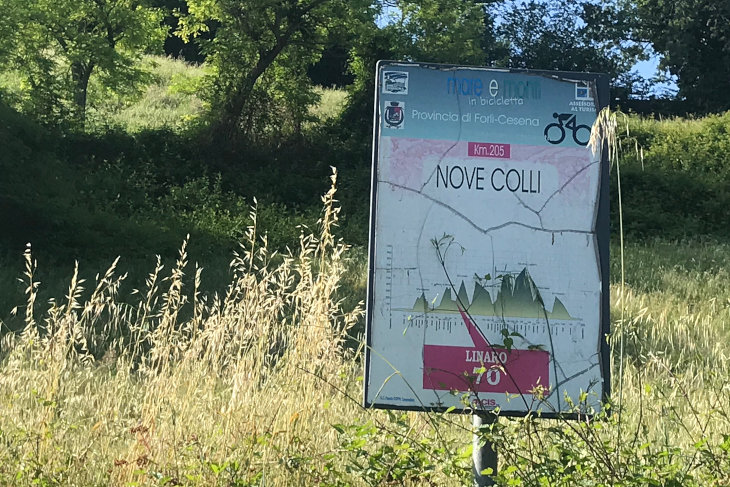 mare e monti
in bicicletta
Provincia di Forlì-Cesena
Km.205
NOVE COLLI
LINARO
70